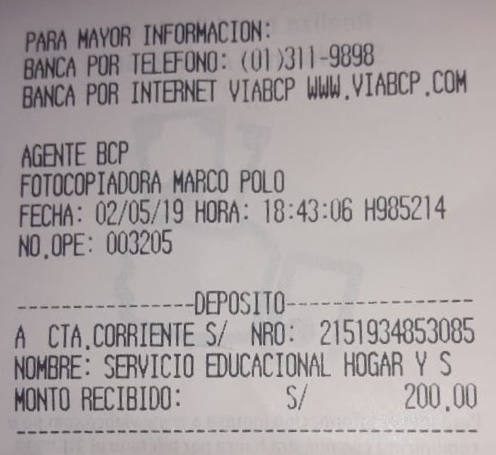 PARA MAYOR INFORMACION:
BANCA POR TELEFONO: (01)311-9898
BANCA POR INTERNET VIABCP WWW.VIABCP.COM
AGENTE BCP
FOTOCOPIADORA MARCO POLO
FECHA: 02/05/19 HORA: 18:43:06 H985214
NO.OPE: 003205
-----------------DEPOSITO-----------------
A CTA.CORRIENTE S/ NRO: 2151934853085
NOMBRE: SERVICIO EDUCACIONAL HOGAR Y S
MONTO RECIBIDO: S/ 200.00